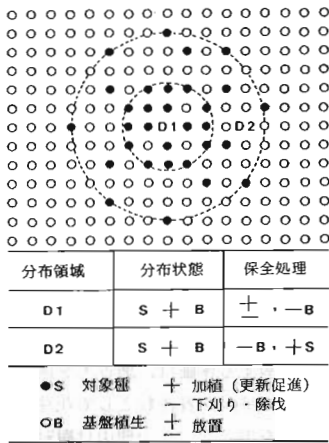 D1
D2
分布領域 分布状態 保全処理
D1 S + B ±・-B
D2 S + B -B・+S
●S 対象種 + 加植(更新促進)
- 下刈り・除伐
○B 基盤植生 ± 放置